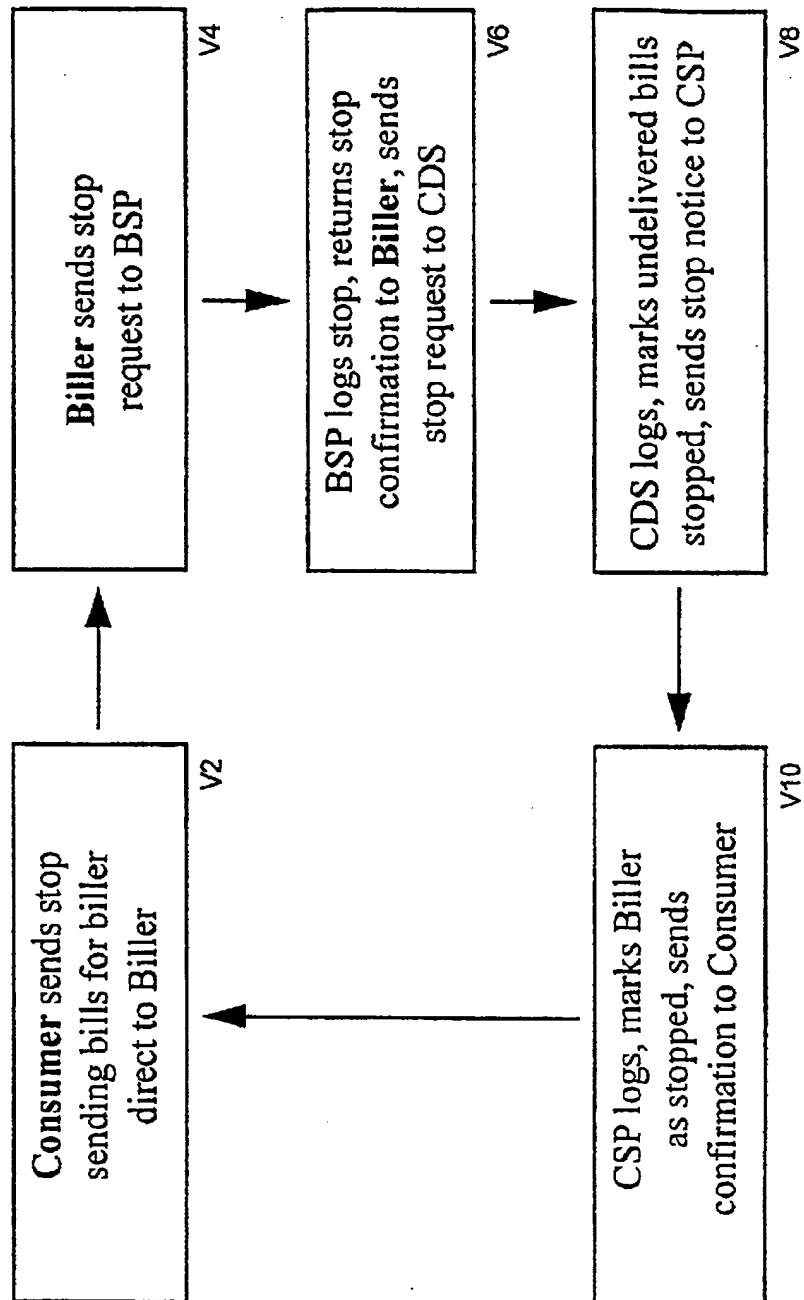 Consumer sends stop
sending bills for biller
direct to Biller
V2
Biller sends stop
request to BSP
V4
BSP logs stop, returns stop
confirmation to Biller, sends
stop request to CDS
V6
CDS logs, marks undelivered bills
stopped, sends stop notice to CSP
V8
CSP logs, marks Biller
as stopped, sends
confirmation to Consumer
V10